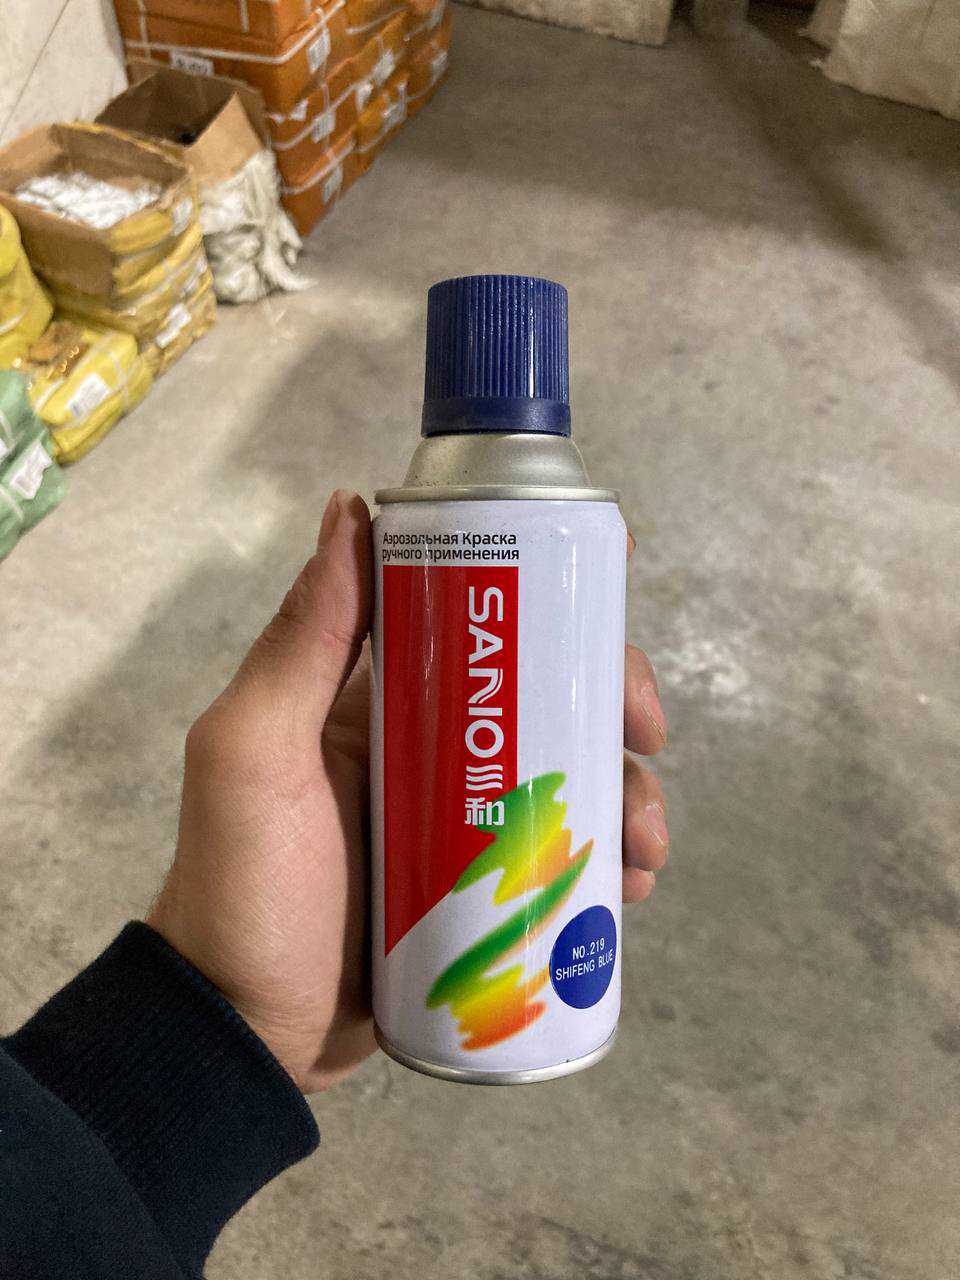 Аэрозольная Краска
ручного применения
SANO三和
NO.219
SHIFENG BLUE